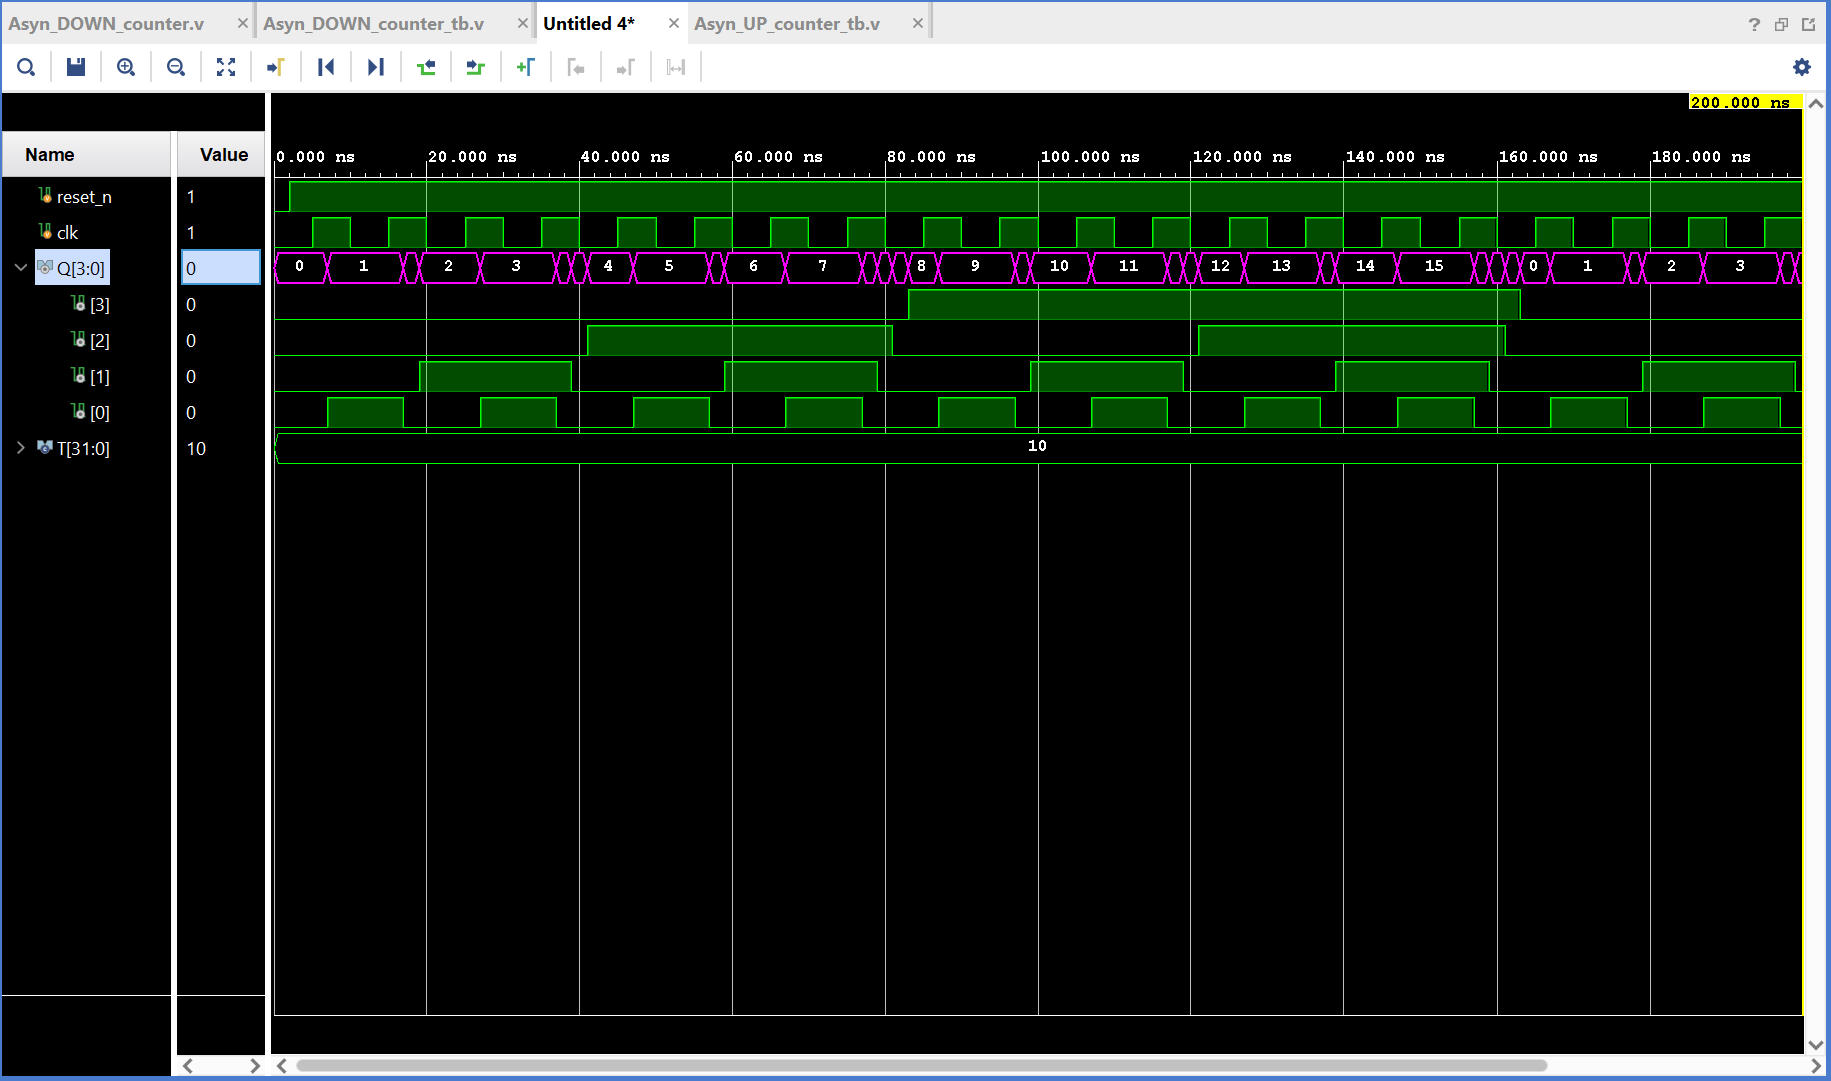 Asyn_DOWN_counter.v × Asyn_DOWN_counter_tb.v × Untitled 4* × Asyn_UP_counter_tb.v × ?
200.000 ns
Name Value
0.000 ns 20.000 ns 40.000 ns 60.000 ns 80.000 ns 100.000 ns 120.000 ns 140.000 ns 160.000 ns 180.000 ns
reset_n 1
clk 1
Q[3:0] 0 0 1 2 3 4 5 6 7 8 9 10 11 12 13 14 15 0 1 2 3
[3] 0
[2] 0
[1] 0
[0] 0
T[31:0] 10 10